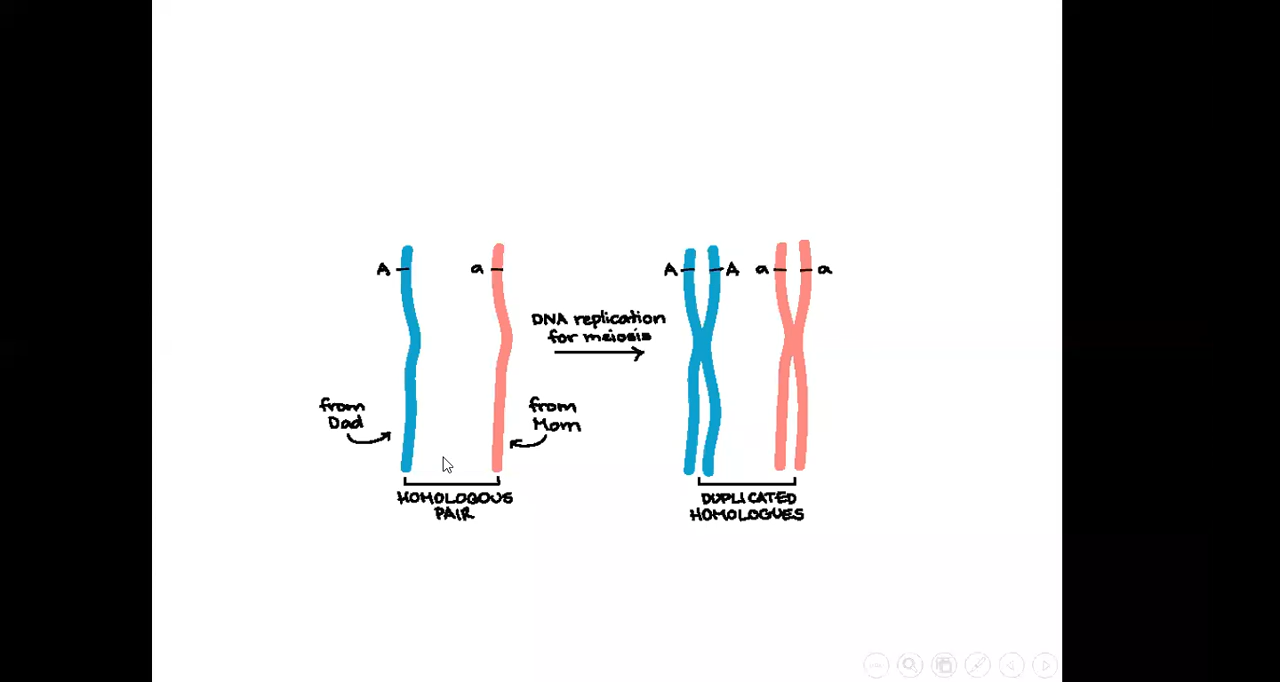 A
a
from
Dad
from
Mom
HOMOLOGOUS
PAIR
DNA replication
for meiosis
A
A
a
a
DUPLICATED
HOMOLOGUES